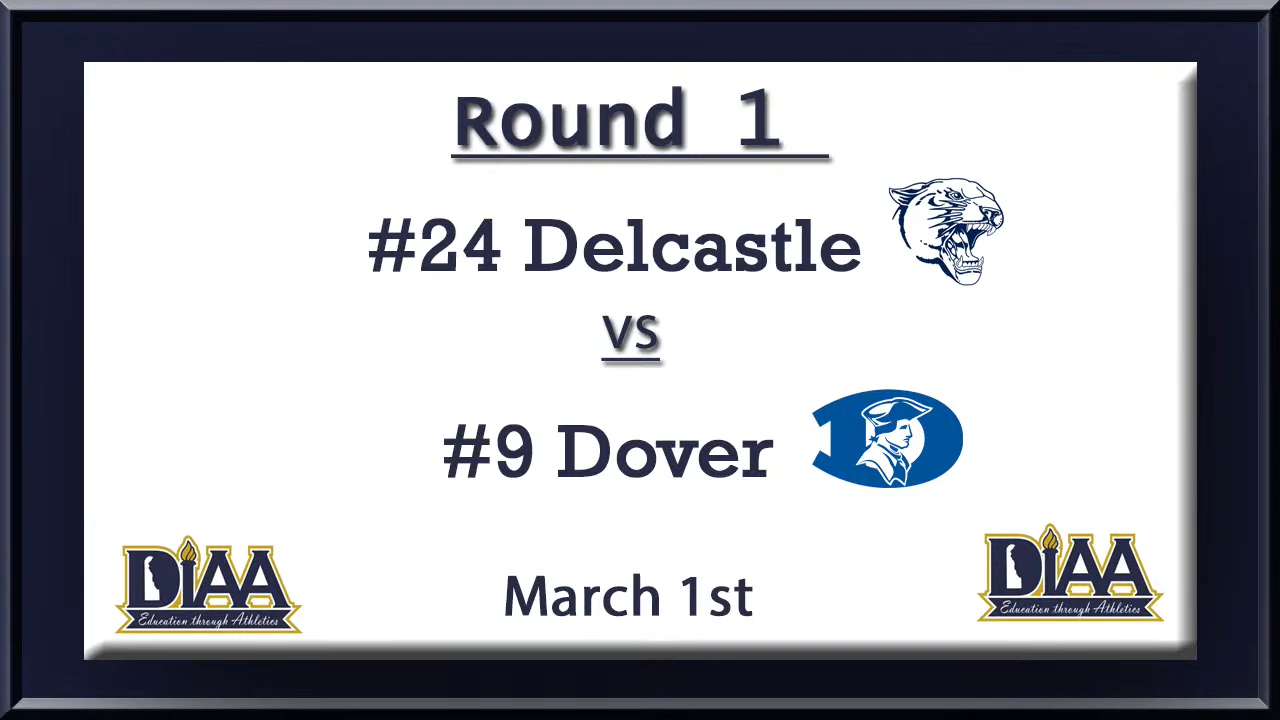 Round 1
#24 Delcastle
vs
#9 Dover
D
March 1st
DIAA
Education through Athletics
DIAA
Education through Athletics